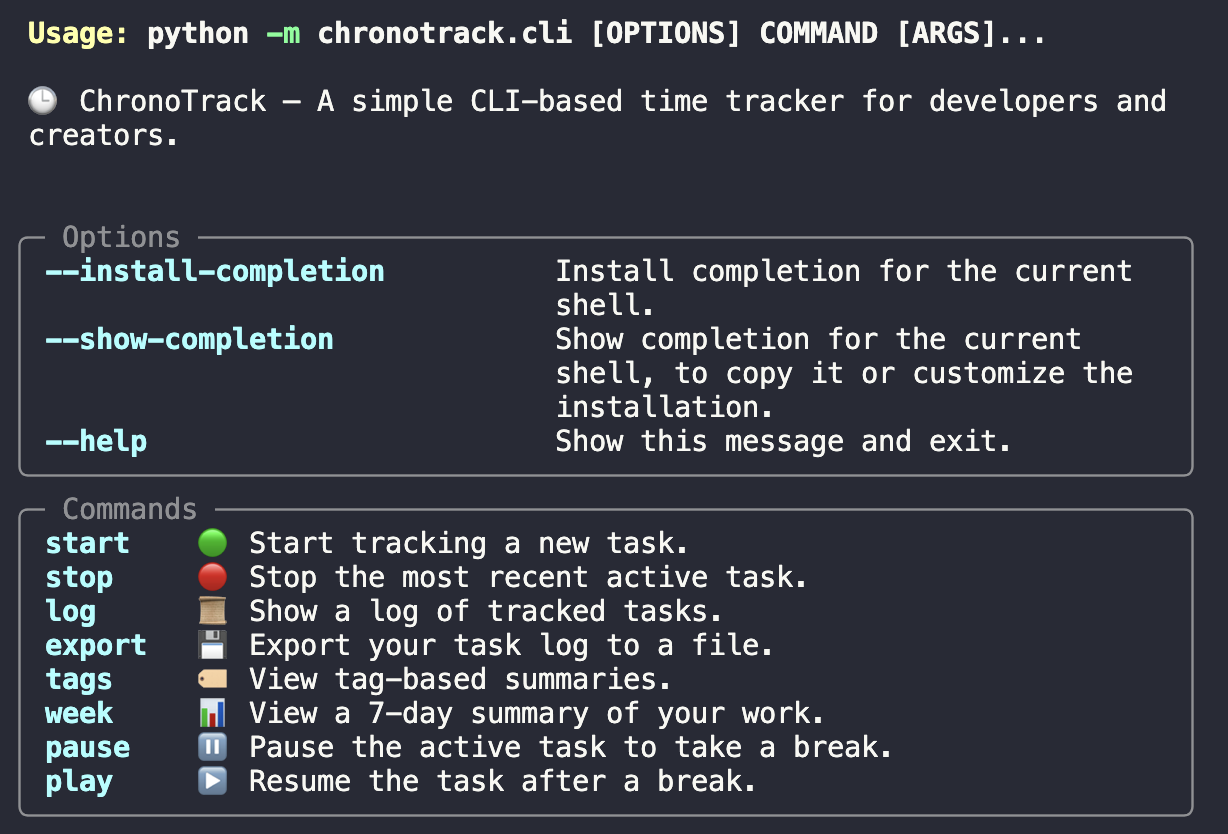 Usage: python -m chronotrack.cli [OPTIONS] COMMAND [ARGS]...
🕒 ChronoTrack — A simple CLI-based time tracker for developers and
creators.
Options
--install-completion Install completion for the current
shell.
--show-completion Show completion for the current
shell, to copy it or customize the
installation.
--help Show this message and exit.
Commands
start 🟢 Start tracking a new task.
stop 🔴 Stop the most recent active task.
log 📜 Show a log of tracked tasks.
export 💾 Export your task log to a file.
tags 🏷️ View tag-based summaries.
week 📊 View a 7-day summary of your work.
pause ⏸️ Pause the active task to take a break.
play ▶️ Resume the task after a break.